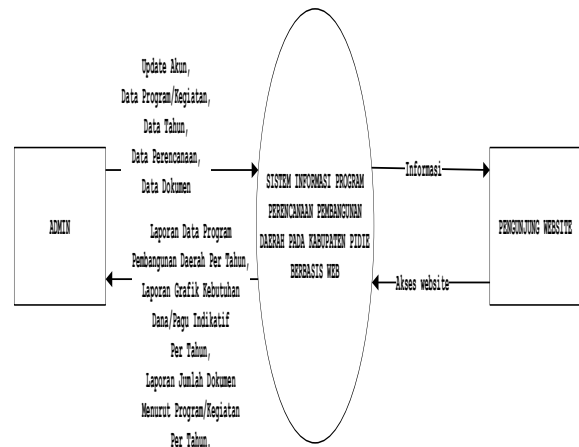 Update Akun,
Data Program/Kegiatan,
Data Tahun,
Data Perencanaan,
Data Dokumen
ADMIN
Laporan Data Program
Pembangunan Daerah Per Tahun,
Laporan Grafik Kebutuhan
Dana/Pagu Indikatif
Per Tahun,
Laporan Jumlah Dokumen
Menurut Program/Kegiatan
Per Tahun.
SISTEM INFORMASI PROGRAM
PERENCANAAN PEMBANGUNAN
DAERAH PADA KABUPATEN PIDIE
BERBASIS WEB
Informasi
Akses website
PENGUNJUNG WEBSITE